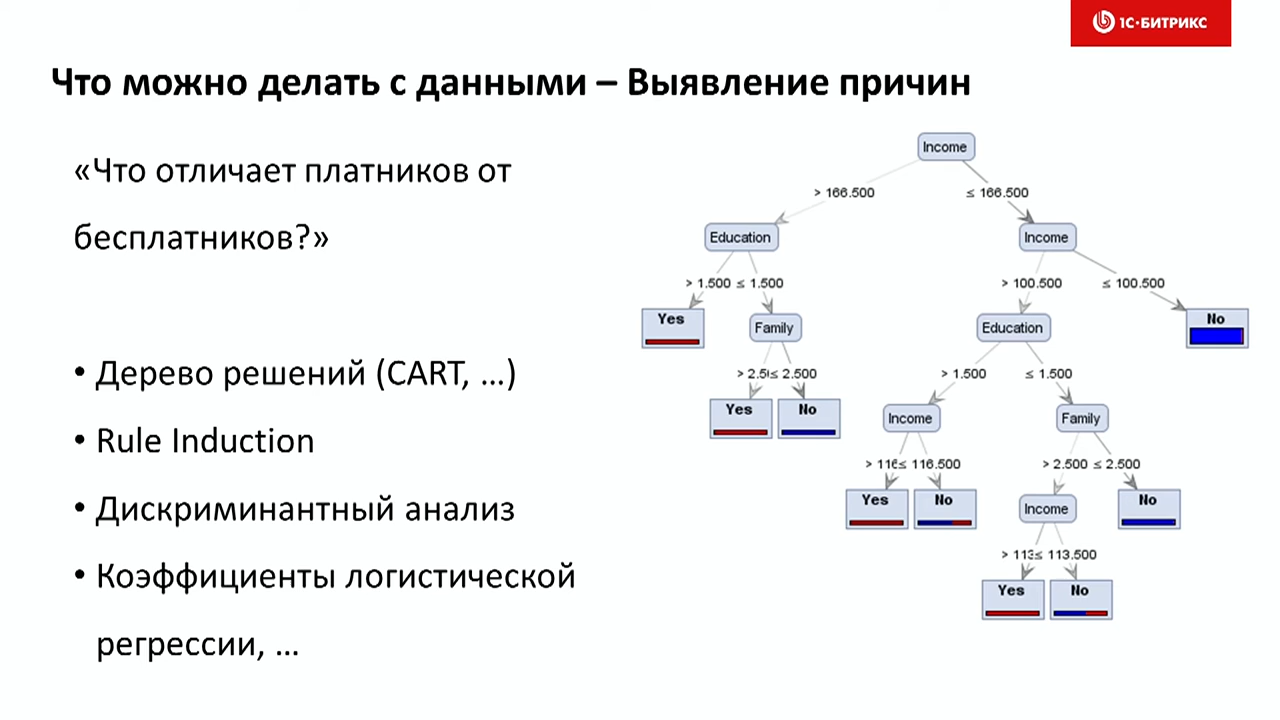 1С·БИТРИКС
Что можно делать с данными – Выявление причин
«Что отличает платников от
бесплатников?»
• Дерево решений (CART, ...)
• Rule Induction
• Дискриминантный анализ
• Коэффициенты логистической
регрессии, ...
Income
> 166.500 ≤ 166.500
Education Income
> 1.500 ≤ 1.500 > 100.500 ≤ 100.500
Yes Family Education No
> 2.5 ≤ 2.500 > 1.500 ≤ 1.500
Yes No Income Family
> 116 ≤ 116.500 > 2.500 ≤ 2.500
Yes No Income No
> 113 ≤ 113.500
Yes No